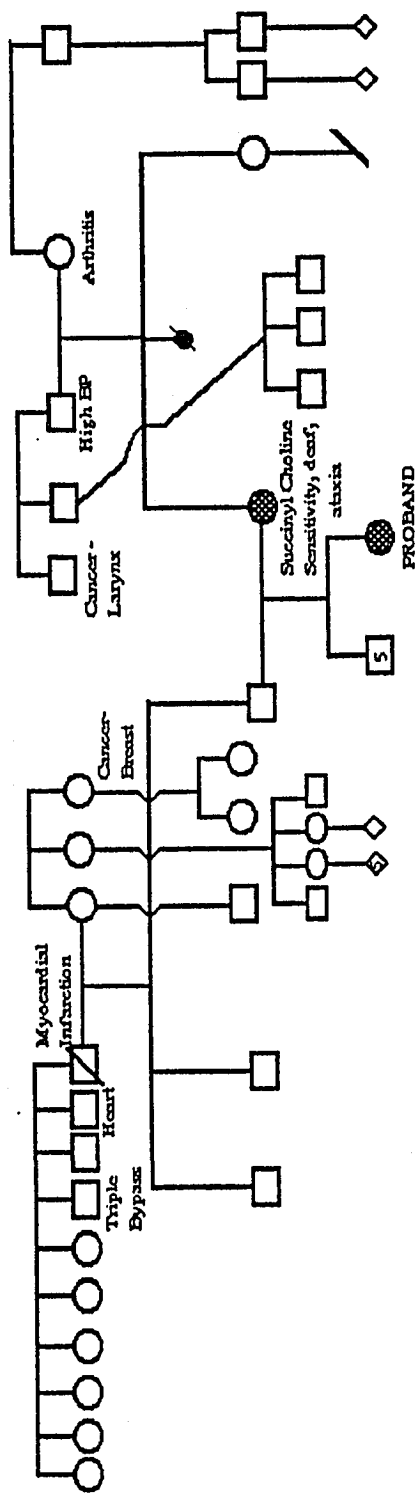 Myocardial
Infarction
Heart
Triple
Bypass
Cancer-
Breast
Cancer-
Larynx
High BP
Arthritis
Succinyl Choline
Sensitivity, deaf,
ataxia
5
5
PROBAND